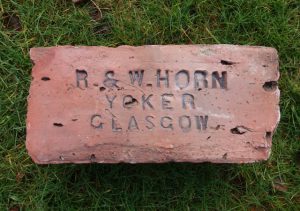 R. & W. HORN
YOKER
GLASGOW